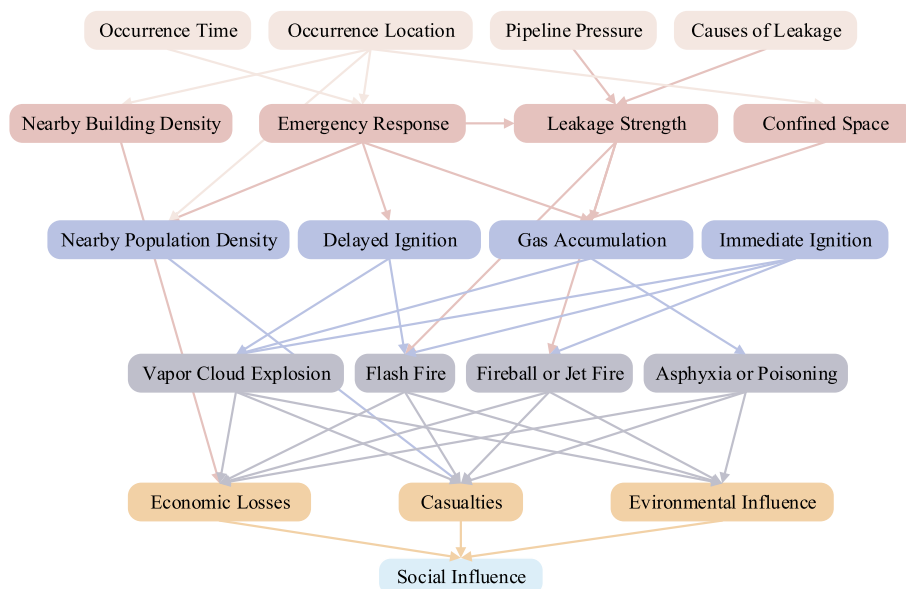 Occurrence Time
Occurrence Location
Pipeline Pressure
Causes of Leakage
Nearby Building Density
Emergency Response
Leakage Strength
Confined Space
Nearby Population Density
Delayed Ignition
Gas Accumulation
Immediate Ignition
Vapor Cloud Explosion
Flash Fire
Fireball or Jet Fire
Asphyxia or Poisoning
Economic Losses
Casualties
Evironmental Influence
Social Influence